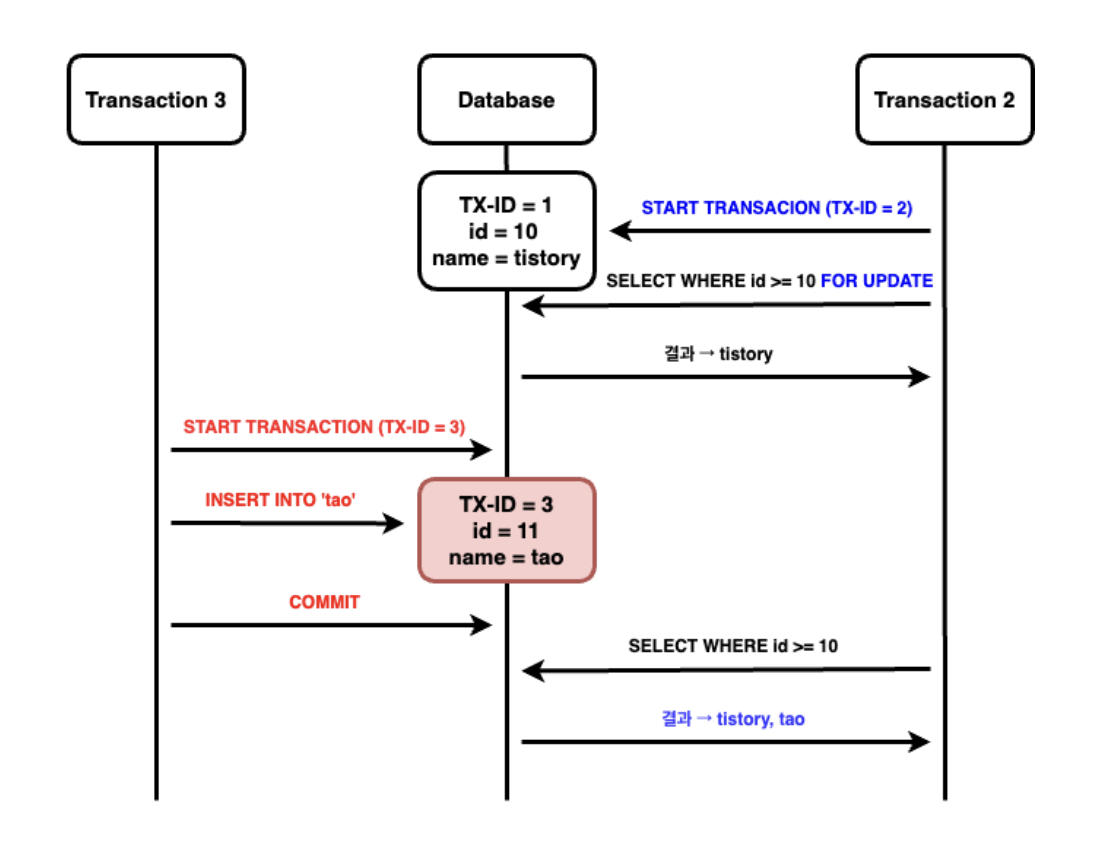 Transaction 3
Database
Transaction 2
TX-ID = 1
id = 10
name = tistory
START TRANSACION (TX-ID = 2)
SELECT WHERE id >= 10 FOR UPDATE
결과 → tistory
START TRANSACTION (TX-ID = 3)
INSERT INTO 'tao'
TX-ID = 3
id = 11
name = tao
COMMIT
SELECT WHERE id >= 10
결과 → tistory, tao